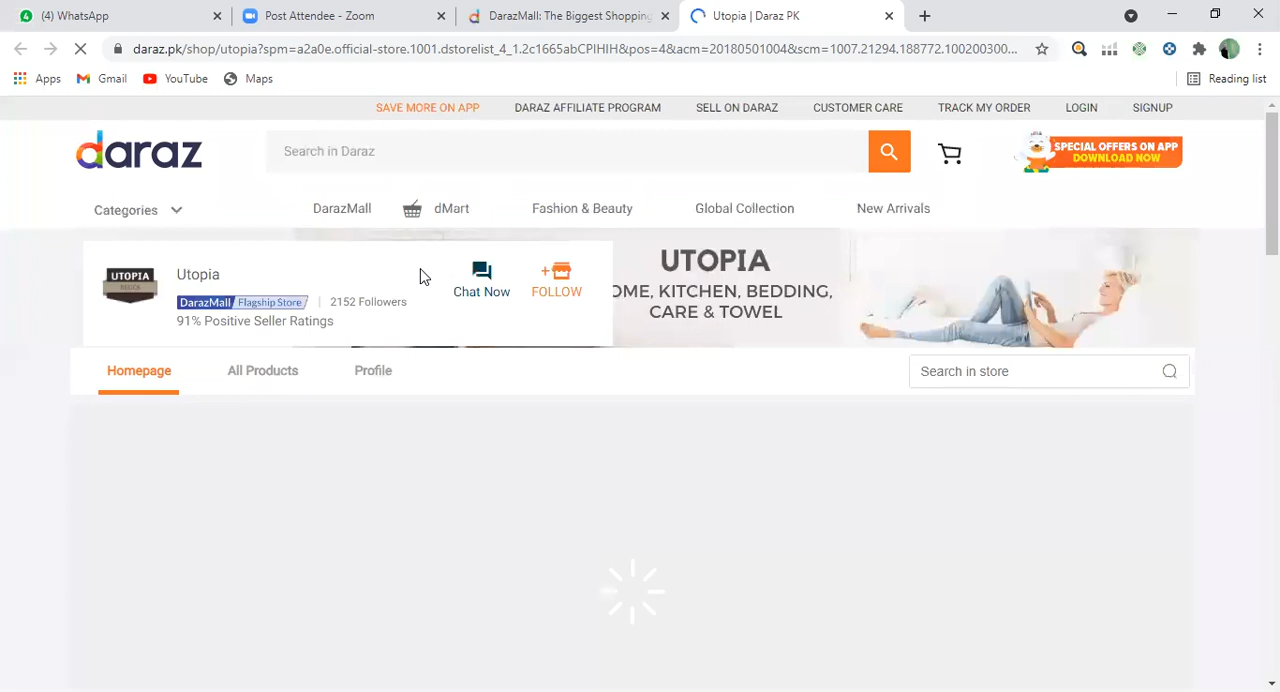 (4) WhatsApp
Post Attendee - Zoom
DarazMall: The Biggest Shopping
Utopia | Daraz PK
daraz.pk/shop/utopia?spm=a2a0e.official-store.1001.dstorelist_4_1.2c1665abCPIHIH&pos=4&acm=20180501004&scm=1007.21294.188772.100200300...
Apps
Gmail
YouTube
Maps
Reading list
SAVE MORE ON APP
DARAZ AFFILIATE PROGRAM
SELL ON DARAZ
CUSTOMER CARE
TRACK MY ORDER
LOGIN
SIGNUP
daraz
Search in Daraz
SPECIAL OFFERS ON APP
DOWNLOAD NOW
Categories
DarazMall
dMart
Fashion & Beauty
Global Collection
New Arrivals
UTOPIA
Utopia
DarazMall Flagship Store
2152 Followers
91% Positive Seller Ratings
Chat Now
FOLLOW
UTOPIA
OME, KITCHEN, BEDDING,
CARE & TOWEL
Homepage
All Products
Profile
Search in store